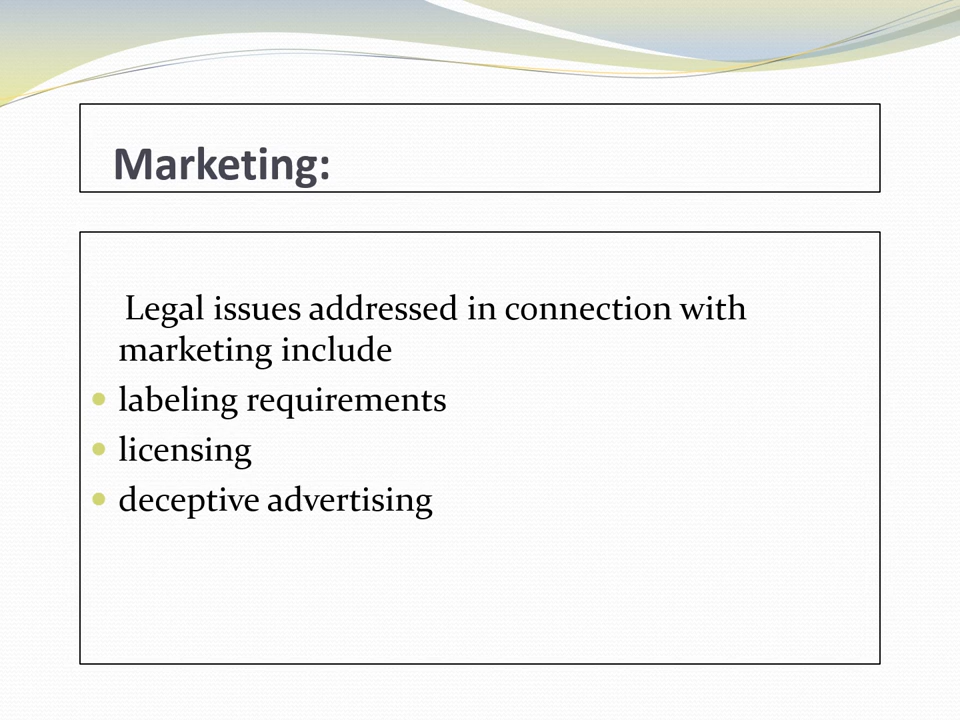 Marketing:
Legal issues addressed in connection with
marketing include
labeling requirements
licensing
deceptive advertising